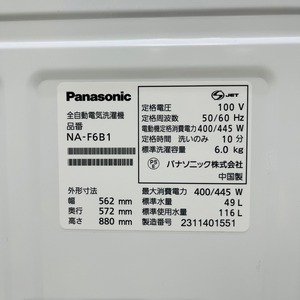 Panasonic
全自動電気洗濯機
品番
NA-F6B1
外形寸法
幅 562 mm
奥行 572 mm
高さ 880 mm
S JET
定格電圧 100 V
定格周波数 50/60 Hz
電動機定格消費電力 400/445 W
定格時間 洗いのみ 10 分
標準洗濯容量 6.0 kg
PSE パナソニック株式会社
中国製
最大消費電力 400/445 W
標準水量 49 L
標準使用水量 116 L
製造番号 2311401551